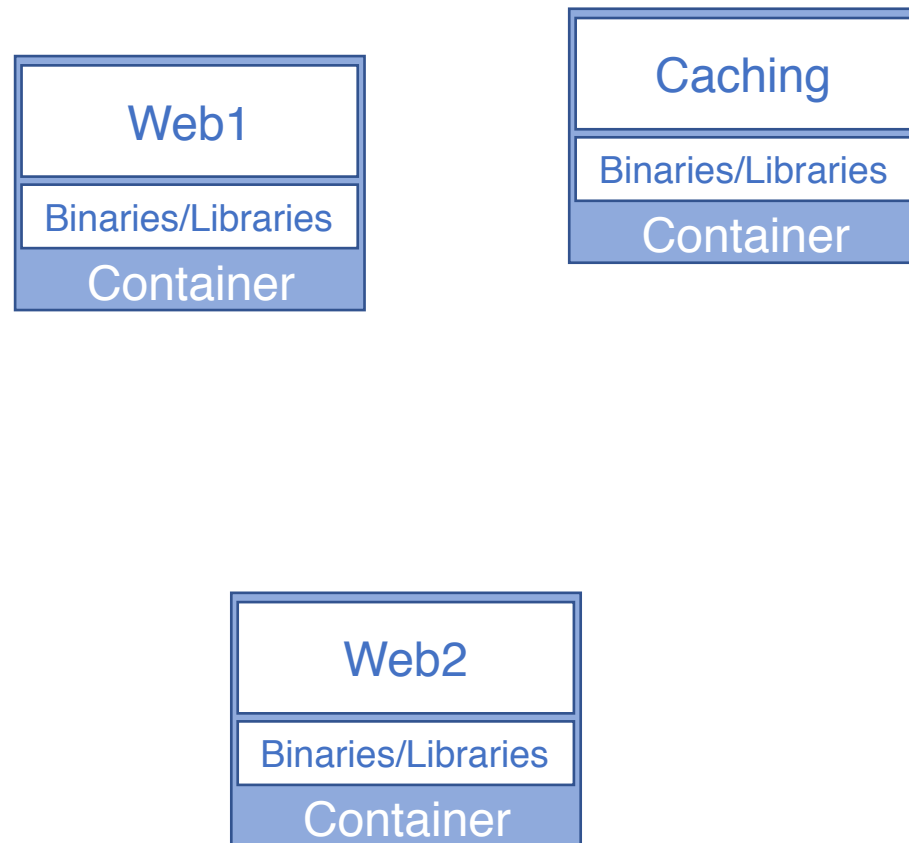 Web1
Binaries/Libraries
Container
Caching
Binaries/Libraries
Container
Web2
Binaries/Libraries
Container